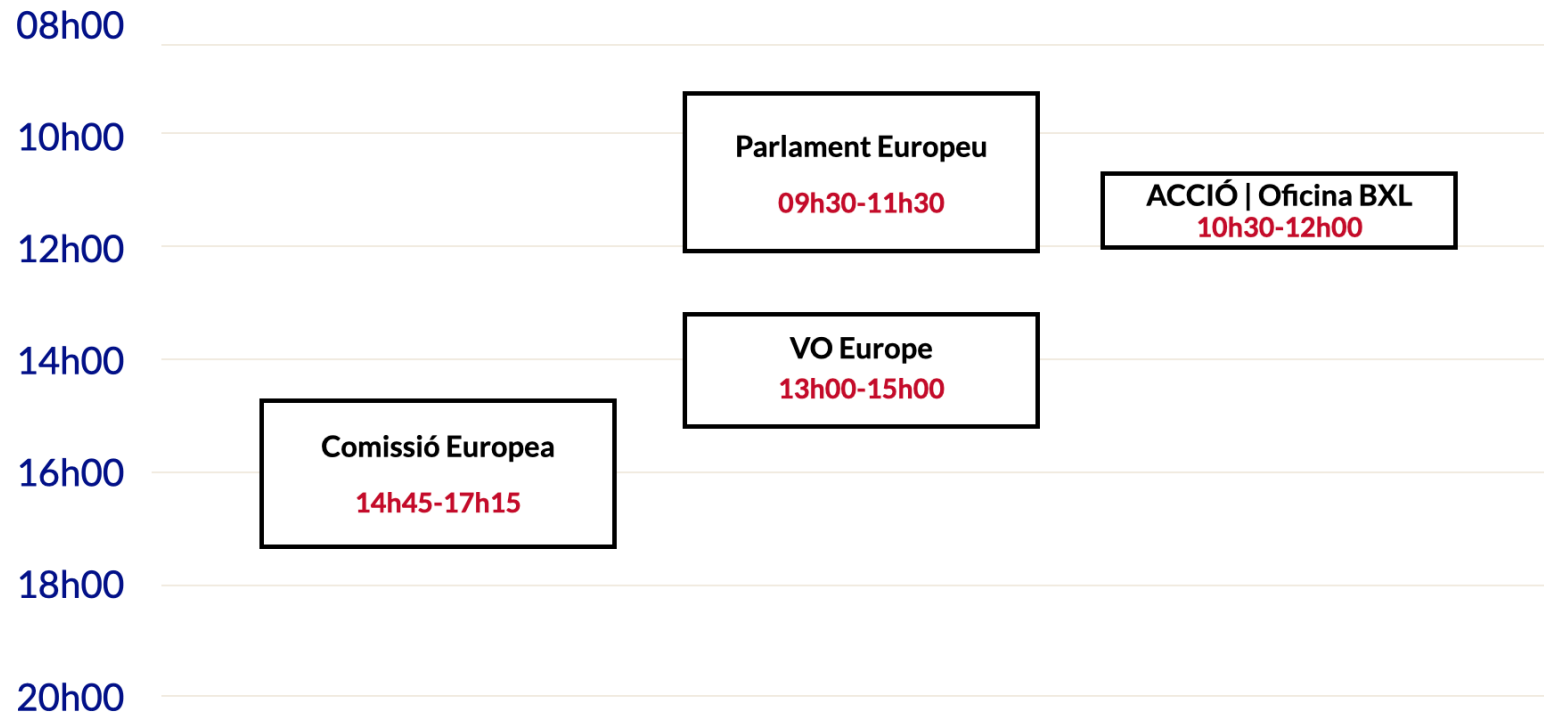 08h00
10h00
12h00
14h00
16h00
18h00
20h00
Comissió Europea
14h45-17h15
Parlament Europeu
09h30-11h30
VO Europe
13h00-15h00
ACCIÓ | Oficina BXL
10h30-12h00